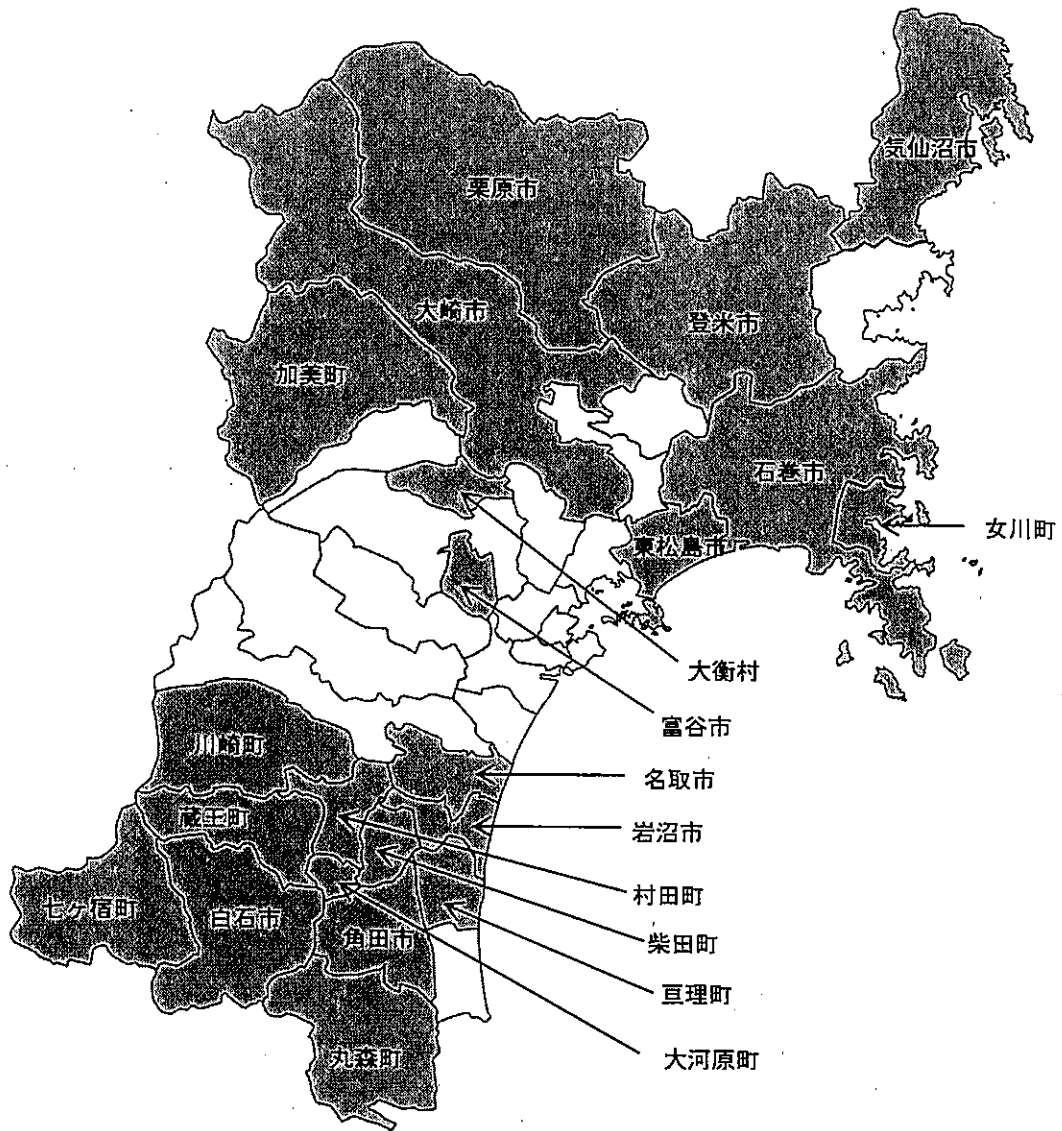 気仙沼市
栗原市
大崎市
登米市
加美町
石巻市
女川町
東松島市
大衡村
富谷市
川崎町
名取市
蔵王町
岩沼市
村田町
七ヶ宿町
白石市
角田市
柴田町
亘理町
丸森町
大河原町